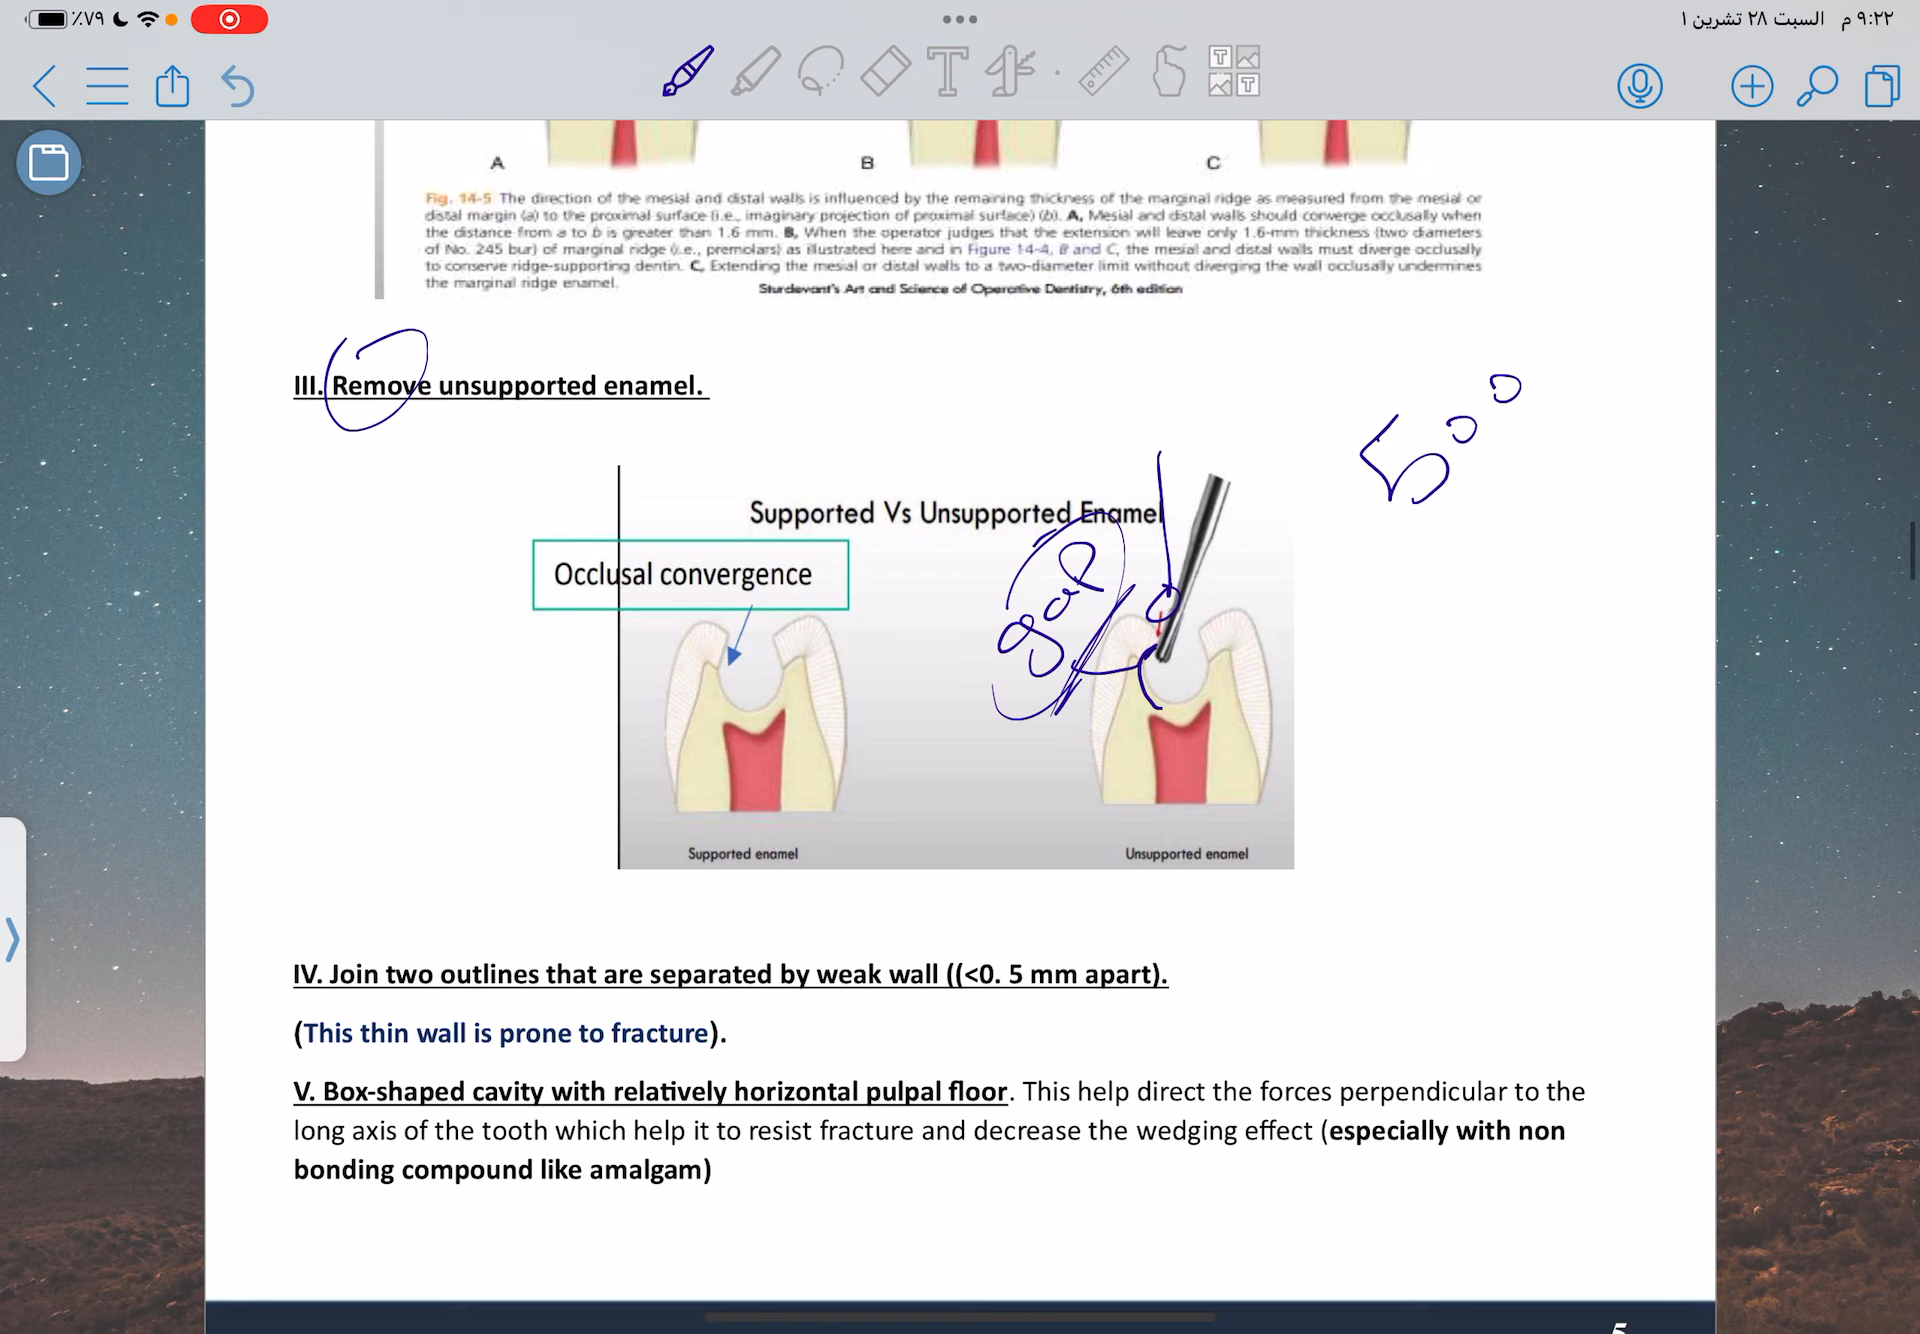 ٪٧٩
٩:٢٢ م السبت ٢٨ تشرين ١
A
B
C
Fig. 14-5 The direction of the mesial and distal walls is influenced by the remaining thickness of the marginal ridge as measured from the mesial or
distal margin (a) to the proximal surface (i.e., imaginary projection of proximal surface) (b). A, Mesial and distal walls should converge occlusally when
the distance from a to b is greater than 1.6 mm. B, When the operator judges that the extension will leave only 1.6-mm thickness (two diameters
of No. 245 bur) of marginal ridge (i.e., premolars) as illustrated here and in Figure 14-4, B and C, the mesial and distal walls must diverge occlusally
to conserve ridge-supporting dentin. C, Extending the mesial or distal walls to a two-diameter limit without diverging the wall occlusally undermines
the marginal ridge enamel.
Sturdevant's Art and Science of Operative Dentistry, 6th edition
III. Remove unsupported enamel.
500
Supported Vs Unsupported Enamel
Occlusal convergence
gap
Supported enamel
Unsupported enamel
IV. Join two outlines that are separated by weak wall ((<0. 5 mm apart).
(This thin wall is prone to fracture).
V. Box-shaped cavity with relatively horizontal pulpal floor. This help direct the forces perpendicular to the
long axis of the tooth which help it to resist fracture and decrease the wedging effect (especially with non
bonding compound like amalgam)